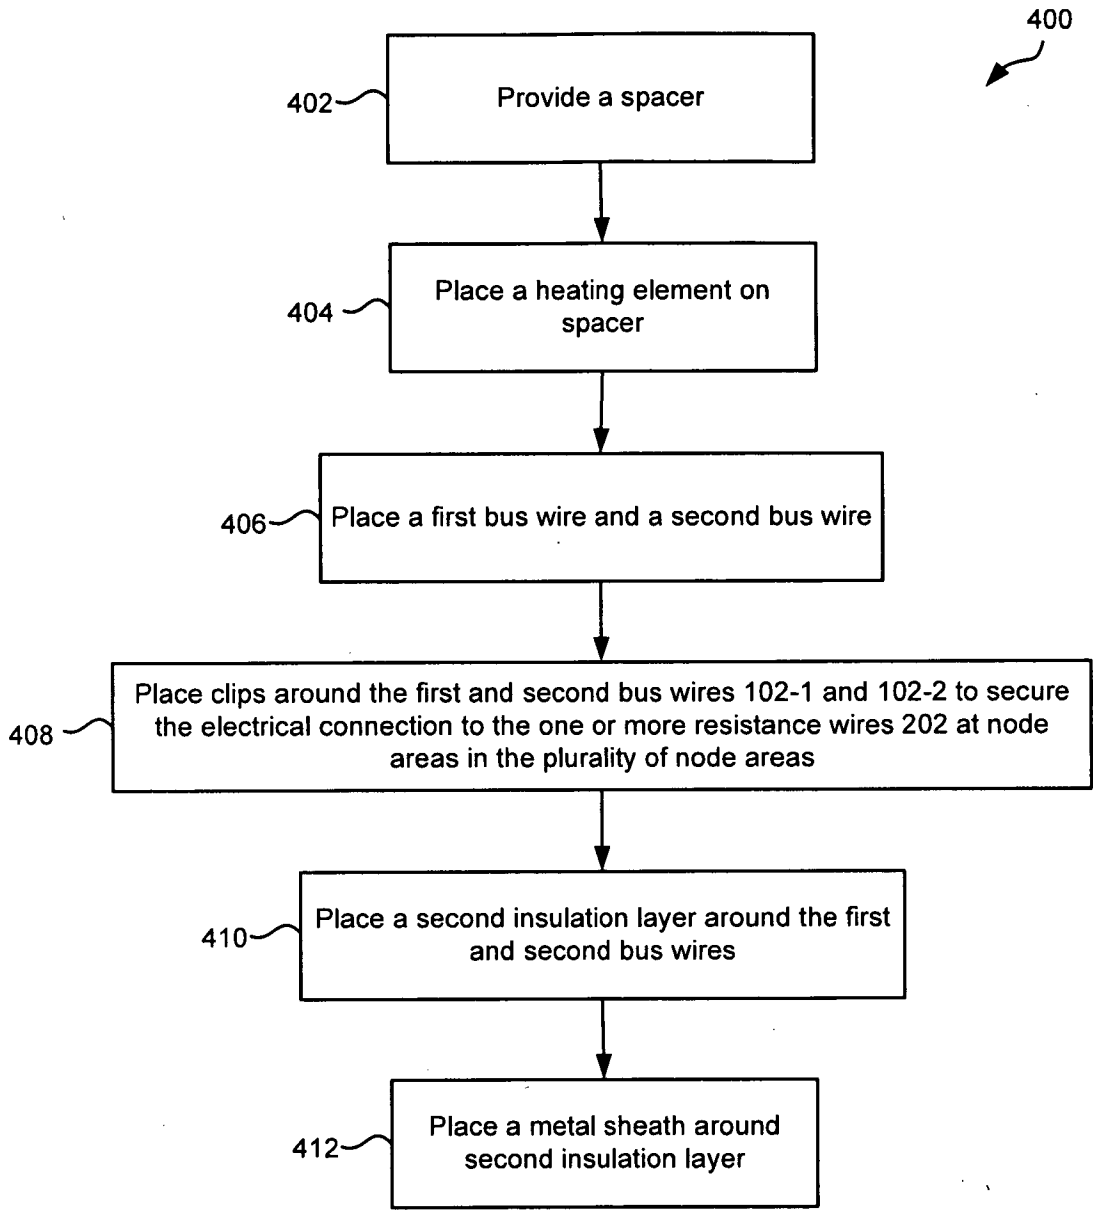 400
402
Provide a spacer
404
Place a heating element on
spacer
406
Place a first bus wire and a second bus wire
408
Place clips around the first and second bus wires 102-1 and 102-2 to secure
the electrical connection to the one or more resistance wires 202 at node
areas in the plurality of node areas
410
Place a second insulation layer around the first
and second bus wires
412
Place a metal sheath around
second insulation layer